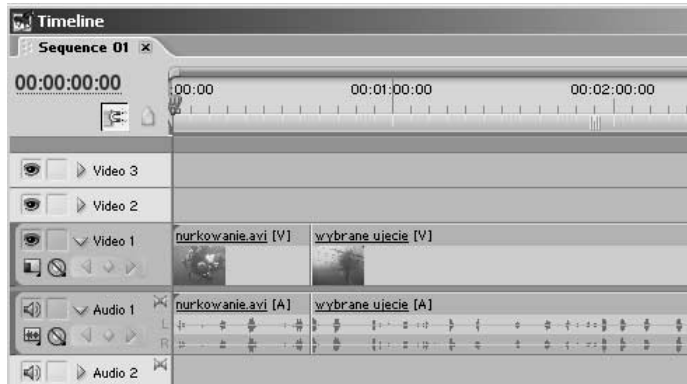 Timeline
Sequence 01 x
00:00:00:00
:00:00 00:01:00:00 00:02:00:00
Video 3
Video 2
Video 1 nurkowanie.avi [V] wybrane ujecie [V]
Audio 1 nurkowanie.avi [A] wybrane ujecie [A]
L
R
Audio 2